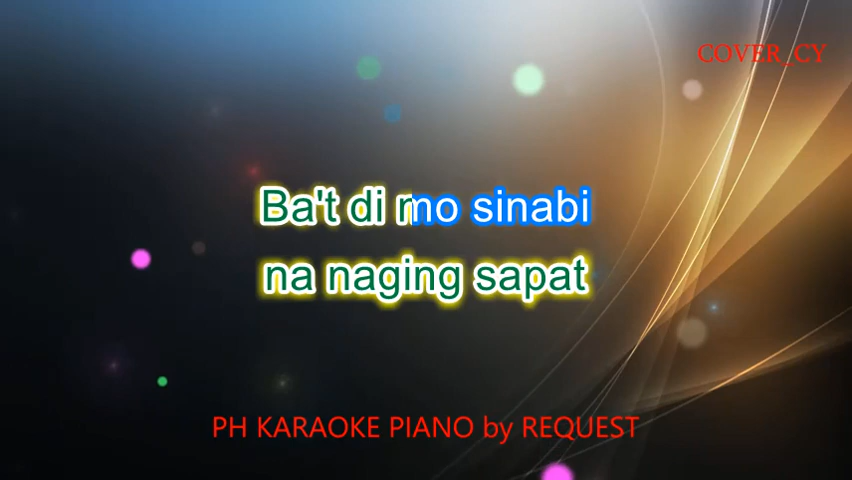 COVER_CY
Ba't di mo sinabi
na naging sapat
PH KARAOKE PIANO by REQUEST